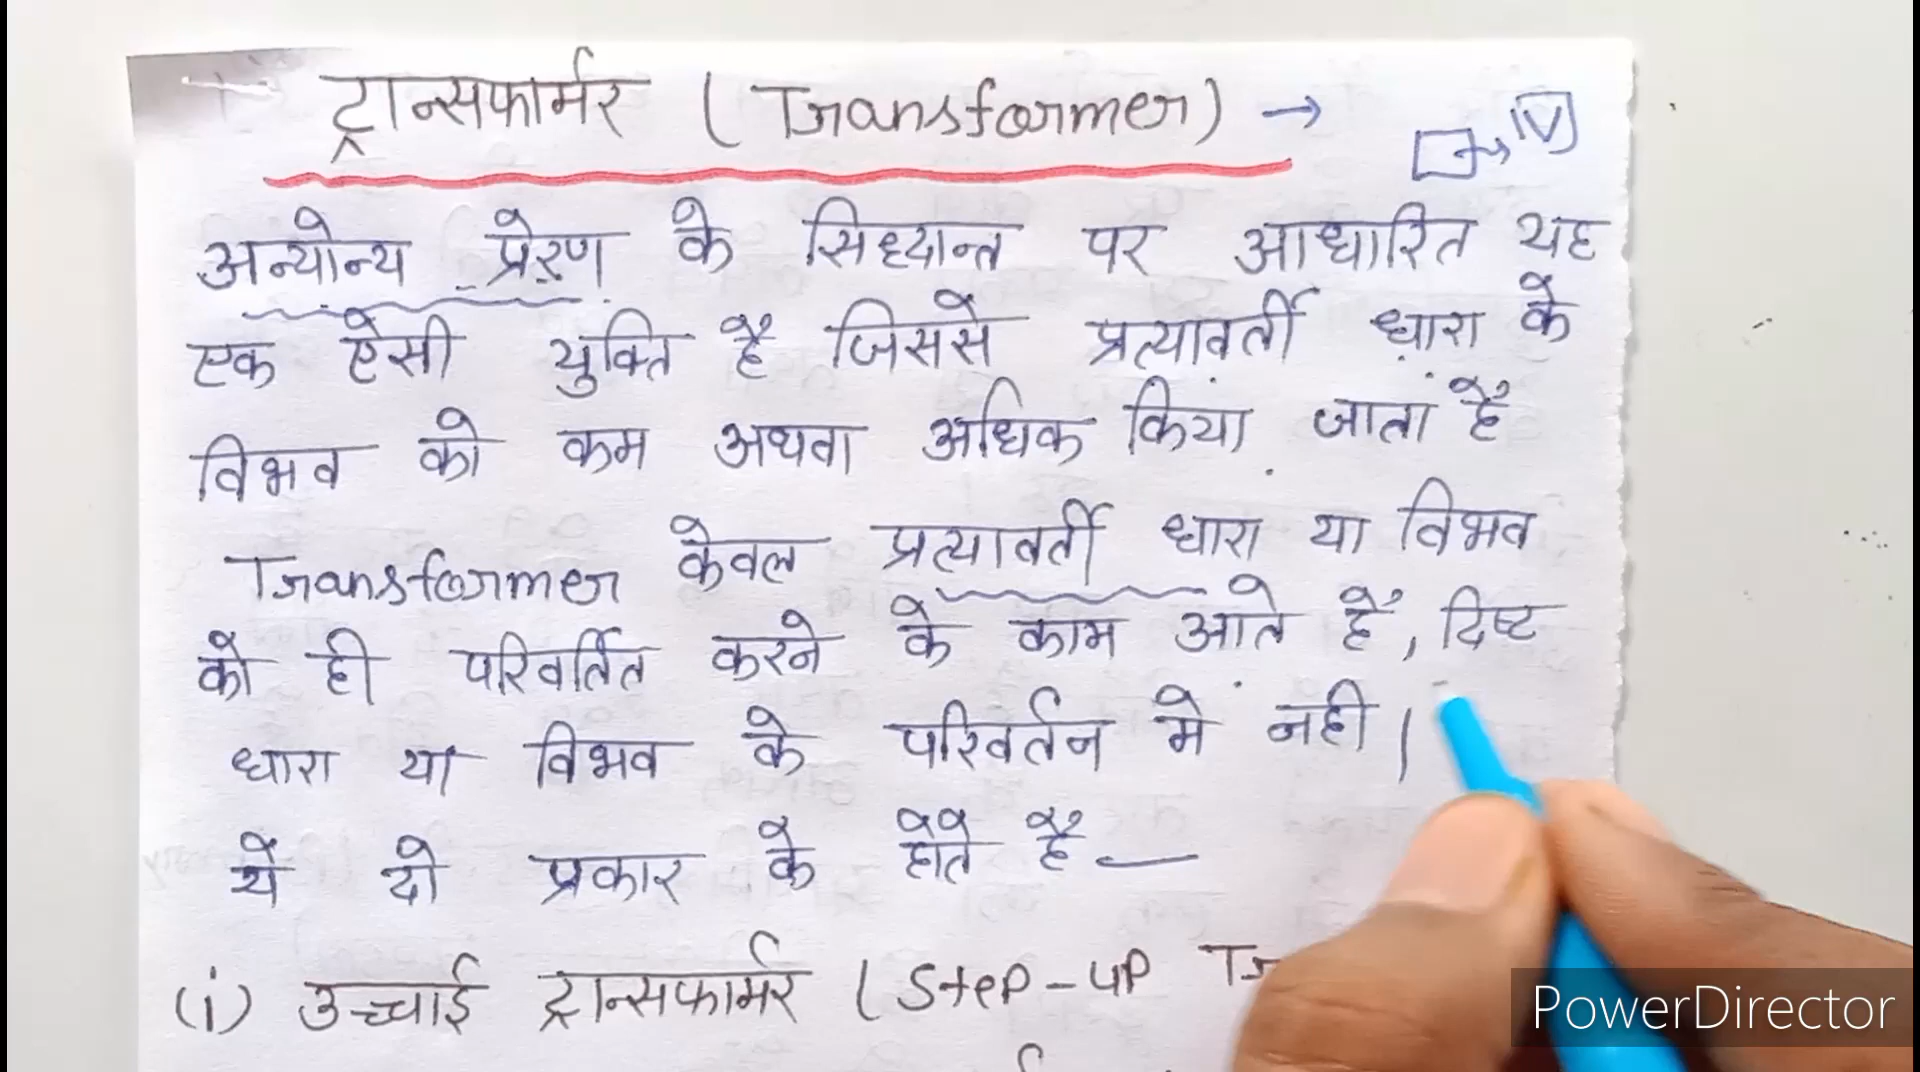 ट्रान्सफार्मर ( Transformer ) →
अन्योन्य प्रेरण के सिध्दान्त पर आधारित यह
एक ऐसी युक्ति है जिससे प्रत्यावर्ती धारा के
विभव को कम अथवा अधिक किया जाता है
Transformer केवल प्रत्यावर्ती धारा या विभव
को ही परिवर्तित करने के काम आते हैं, दिष्ट
धारा या विभव के परिवर्तन मे नही।
ये दो प्रकार के होते है —
(i) उच्चाई ट्रान्सफार्मर ( Step-up Tr
PowerDirector